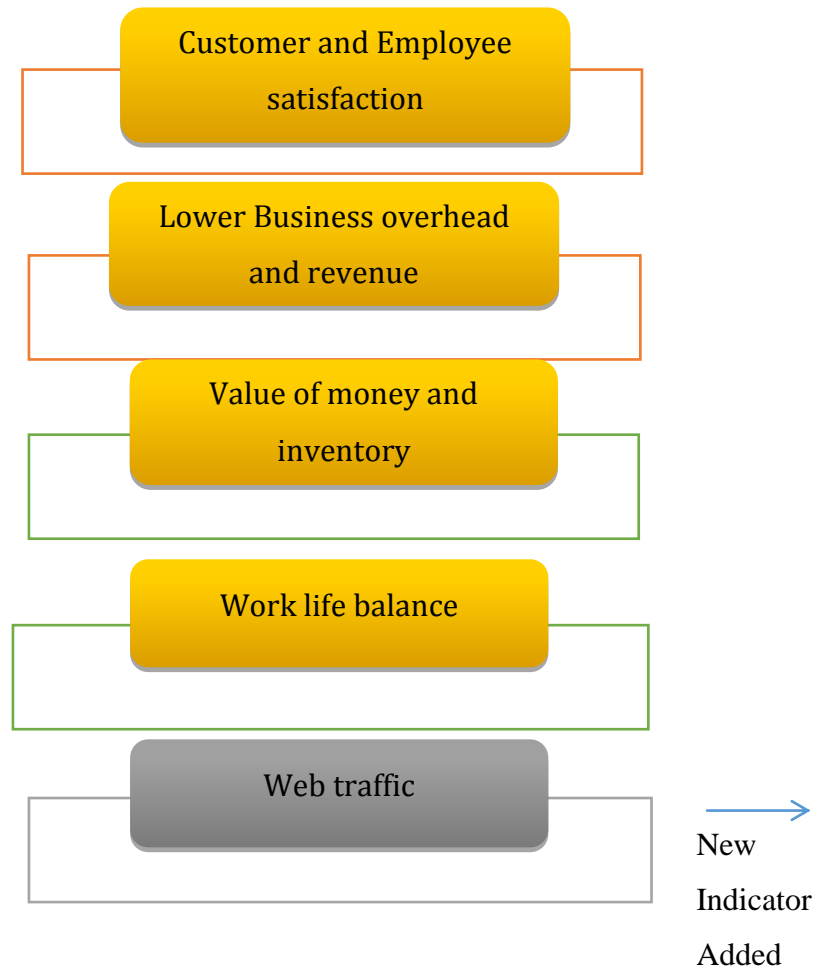 Customer and Employee
satisfaction
Lower Business overhead
and revenue
Value of money and
inventory
Work life balance
Web traffic
New
Indicator
Added